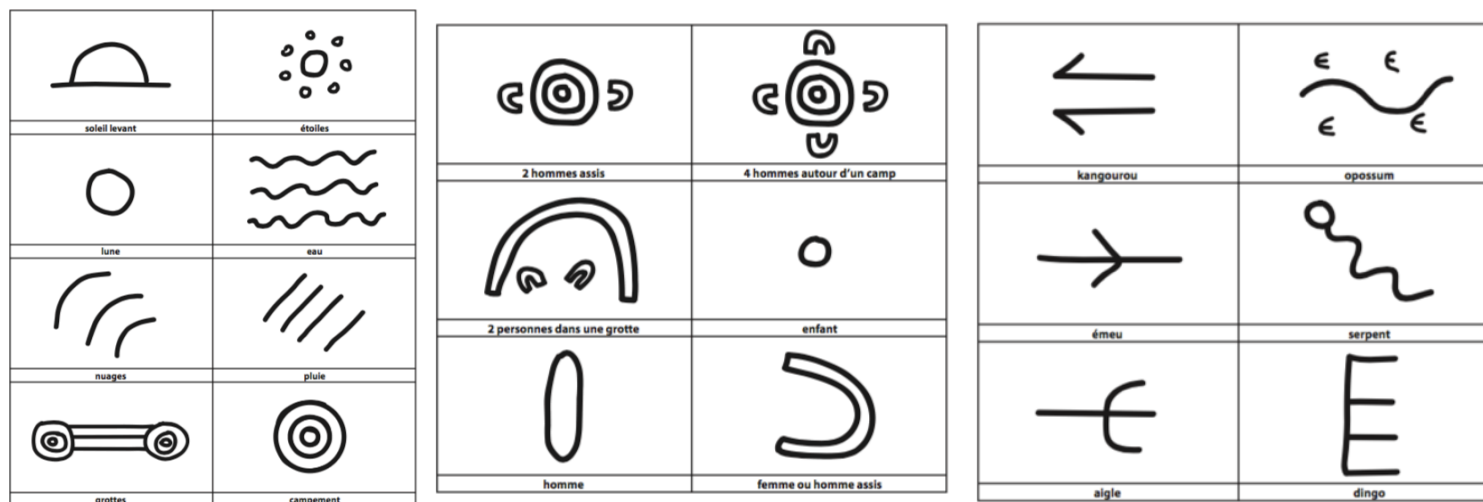 soleil levant
étoiles
lune
eau
nuages
pluie
grottes
campement
2 hommes assis
4 hommes autour d'un camp
2 personnes dans une grotte
enfant
homme
femme ou homme assis
kangourou
opossum
émeu
serpent
aigle
dingo